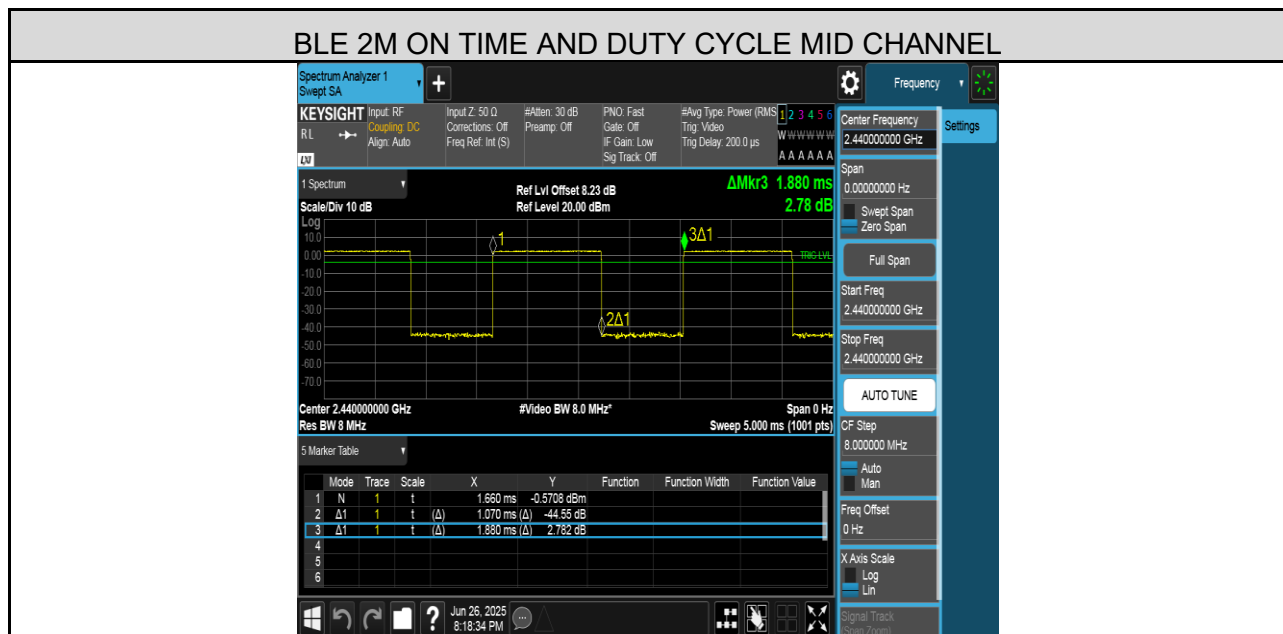 BLE 2M ON TIME AND DUTY CYCLE MID CHANNEL
Spectrum Analyzer 1
Swept SA
+
Frequency
KEYSIGHT
RL
LXI
Input: RF
Coupling: DC
Align: Auto
Input Z: 50 Ω
Corrections: Off
Freq Ref: Int (S)
#Atten: 30 dB
Preamp: Off
PNO: Fast
Gate: Off
IF Gain: Low
Sig Track: Off
#Avg Type: Power (RMS
Trig: Video
Trig Delay: 200.0 µs
1 2 3 4 5 6
W W W W W W
A A A A A A
Center Frequency
2.440000000 GHz
Settings
Span
0.00000000 Hz
Swept Span
Zero Span
Full Span
Start Freq
2.440000000 GHz
Stop Freq
2.440000000 GHz
AUTO TUNE
CF Step
8.000000 MHz
Auto
Man
Freq Offset
0 Hz
X Axis Scale
Log
Lin
Signal Track
(Span Zoom)
1 Spectrum
Scale/Div 10 dB
Ref Lvl Offset 8.23 dB
Ref Level 20.00 dBm
ΔMkr3 1.880 ms
2.78 dB
Log
10.0
0.00
-10.0
-20.0
-30.0
-40.0
-50.0
-60.0
-70.0
1
2Δ1
3Δ1
TRIG LVL
Center 2.440000000 GHz
#Video BW 8.0 MHz*
Span 0 Hz
Res BW 8 MHz
Sweep 5.000 ms (1001 pts)
5 Marker Table
Mode Trace Scale X Y Function Function Width Function Value
1 N 1 t 1.660 ms -0.5708 dBm
2 Δ1 1 t (Δ) 1.070 ms (Δ) -44.55 dB
3 Δ1 1 t (Δ) 1.880 ms (Δ) 2.782 dB
4
5
6
?
Jun 26, 2025
8:18:34 PM